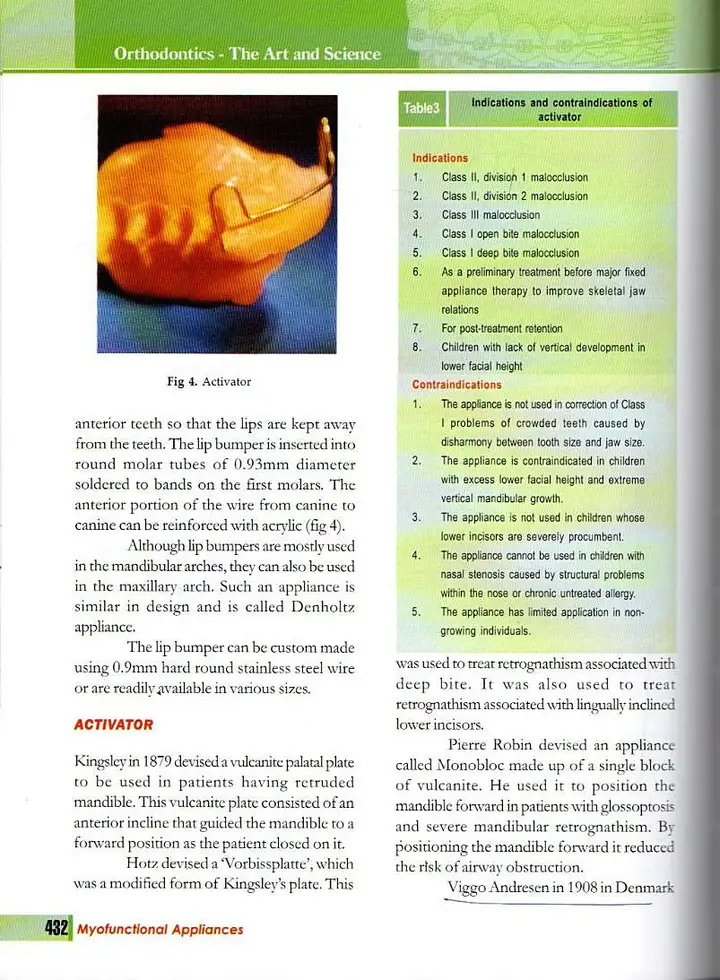 Orthodontics - The Art and Science
Fig 4. Activator
anterior teeth so that the lips are kept away
from the teeth. The lip bumper is inserted into
round molar tubes of 0.93mm diameter
soldered to bands on the first molars. The
anterior portion of the wire from canine to
canine can be reinforced with acrylic (fig 4).
Although lip bumpers are mostly used
in the mandibular arches, they can also be used
in the maxillary arch. Such an appliance is
similar in design and is called Denholtz
appliance.
The lip bumper can be custom made
using 0.9mm hard round stainless steel wire
or are readily available in various sizes.
ACTIVATOR
Kingsley in 1879 devised a vulcanite palatal plate
to be used in patients having retruded
mandible. This vulcanite plate consisted of an
anterior incline that guided the mandible to a
forward position as the patient closed on it.
Hotz devised a 'Vorbissplatte', which
was a modified form of Kingsley's plate. This
Table3
Indications and contraindications of
activator
Indications
1. Class II, division 1 malocclusion
2. Class II, division 2 malocclusion
3. Class III malocclusion
4. Class I open bite malocclusion
5. Class I deep bite malocclusion
6. As a preliminary treatment before major fixed
appliance therapy to improve skeletal jaw
relations
7. For post-treatment retention
8. Children with lack of vertical development in
lower facial height
Contraindications
1. The appliance is not used in correction of Class
I problems of crowded teeth caused by
disharmony between tooth size and jaw size.
2. The appliance is contraindicated in children
with excess lower facial height and extreme
vertical mandibular growth.
3. The appliance is not used in children whose
lower incisors are severely procumbent.
4. The appliance cannot be used in children with
nasal stenosis caused by structural problems
within the nose or chronic untreated allergy.
5. The appliance has limited application in non-
growing individuals.
was used to treat retrognathism associated with
deep bite. It was also used to treat
retrognathism associated with lingually inclined
lower incisors.
Pierre Robin devised an appliance
called Monobloc made up of a single block
of vulcanite. He used it to position the
mandible forward in patients with glossoptosis
and severe mandibular retrognathism. By
positioning the mandible forward it reduced
the risk of airway obstruction.
Viggo Andresen in 1908 in Denmark
432 Myofunctional Appliances